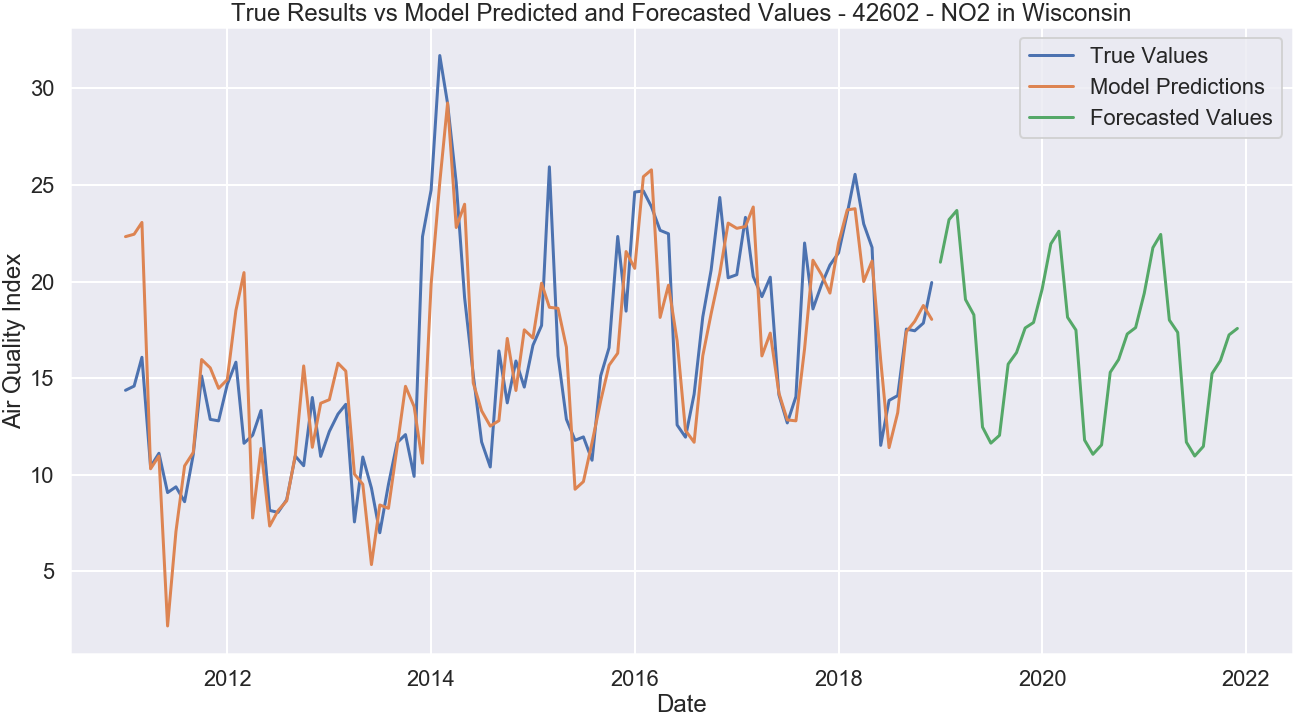 True Results vs Model Predicted and Forecasted Values - 42602 - NO2 in Wisconsin
True Values
Model Predictions
Forecasted Values
Air Quality Index
30
25
20
15
10
5
2012
2014
2016
2018
2020
2022
Date